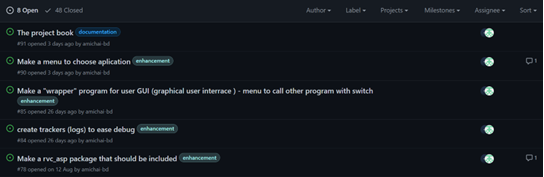 8 Open 48 Closed Author Label Projects Milestones Assignee Sort
The project book documentation
#91 opened 3 days ago by amichai-bd
Make a menu to choose aplication enhancement 1
#90 opened 3 days ago by amichai-bd
Make a "wrapper" program for user GUI (graphical user interrace ) - menu to call other program with switch
enhancement
#85 opened 26 days ago by amichai-bd
create trackers (logs) to ease debug enhancement
#84 opened 26 days ago by amichai-bd
Make a rvc_asp package that should be included enhancement 1
#78 opened on 12 Aug by amichai-bd